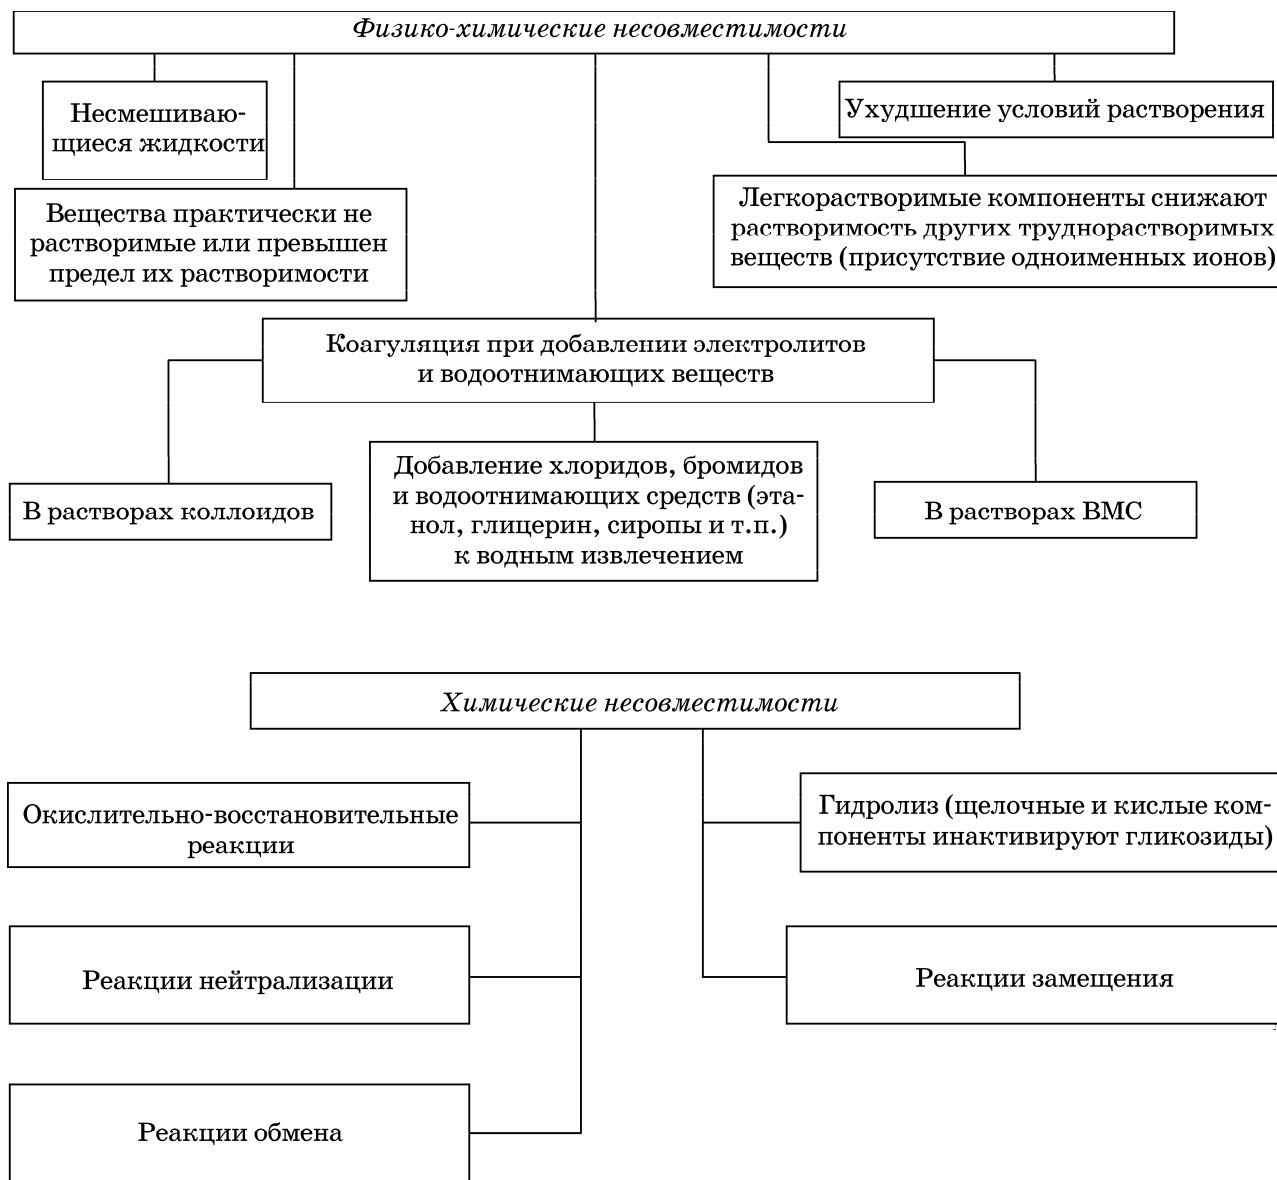 Физико-химические несовместимости
Несмешиваю-
щиеся жидкости
Ухудшение условий растворения
Вещества практически не
растворимые или превышен
предел их растворимости
Легкорастворимые компоненты снижают
растворимость других труднорастворимых
веществ (присутствие одноименных ионов)
Коагуляция при добавлении электролитов
и водоотнимающих веществ
В растворах коллоидов
Добавление хлоридов, бромидов
и водоотнимающих средств (эта-
нол, глицерин, сиропы и т.п.)
к водным извлечением
В растворах ВМС
Химические несовместимости
Окислительно-восстановительные
реакции
Гидролиз (щелочные и кислые ком-
поненты инактивируют гликозиды)
Реакции нейтрализации
Реакции замещения
Реакции обмена